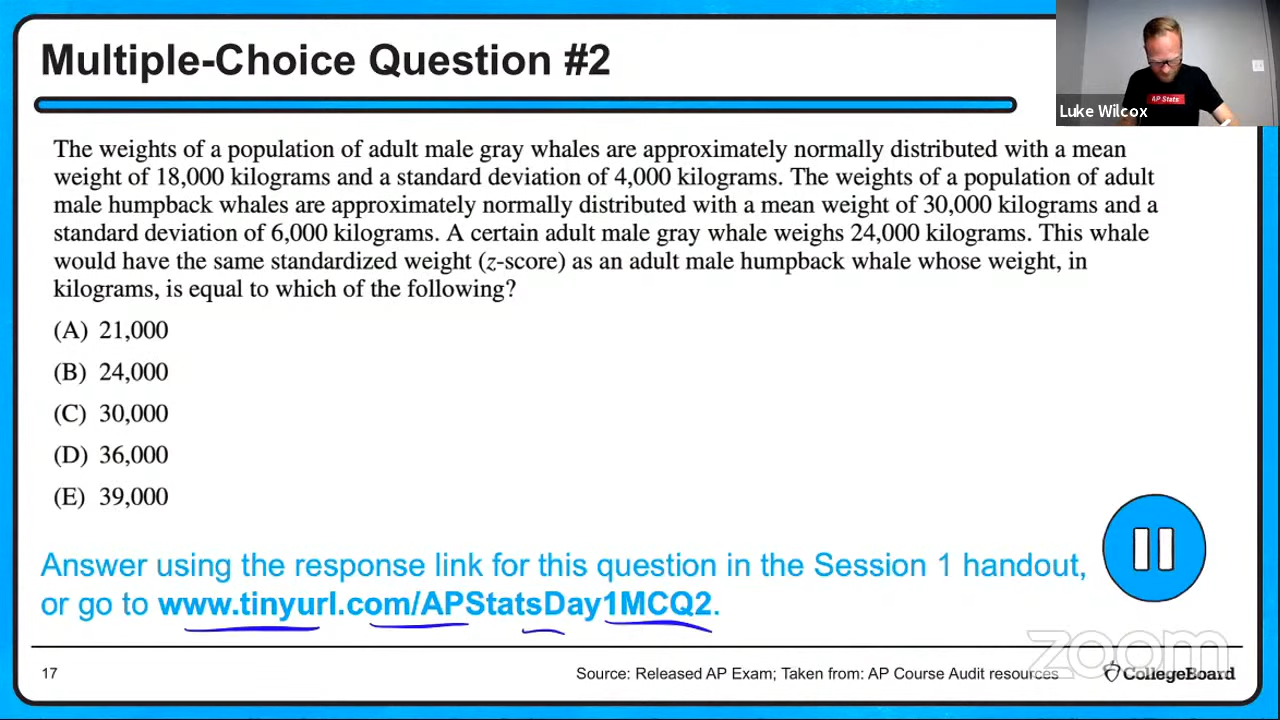 Multiple-Choice Question #2
AP Stats
Luke Wilcox
The weights of a population of adult male gray whales are approximately normally distributed with a mean
weight of 18,000 kilograms and a standard deviation of 4,000 kilograms. The weights of a population of adult
male humpback whales are approximately normally distributed with a mean weight of 30,000 kilograms and a
standard deviation of 6,000 kilograms. A certain adult male gray whale weighs 24,000 kilograms. This whale
would have the same standardized weight (z-score) as an adult male humpback whale whose weight, in
kilograms, is equal to which of the following?
(A) 21,000
(B) 24,000
(C) 30,000
(D) 36,000
(E) 39,000
Answer using the response link for this question in the Session 1 handout,
or go to www.tinyurl.com/APStatsDay1MCQ2.
zoom
17
Source: Released AP Exam; Taken from: AP Course Audit resources
CollegeBoard